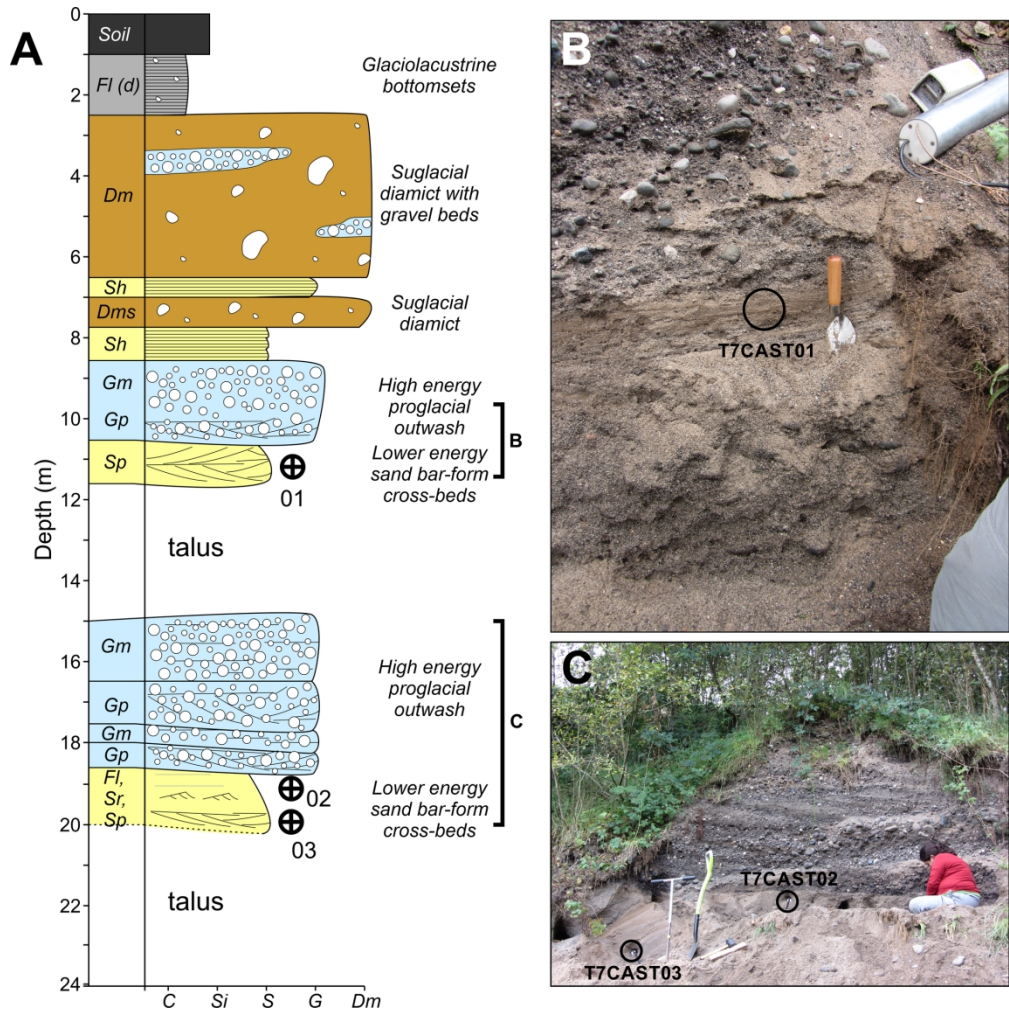 A
0
Soil
Fl (d)
Glaciolacustrine
bottomsets
2
Dm
4
Suglacial
diamict with
gravel beds
6
Sh
Dms
Suglacial
diamict
8
Sh
Gm
High energy
proglacial
outwash
10
Gp
B
Sp
Lower energy
sand bar-form
cross-beds
01
12
Depth (m)
talus
14
Gm
16
High energy
proglacial
outwash
Gp
C
Gm
18
Gp
Fl,
Sr,
Sp
02
Lower energy
sand bar-form
cross-beds
20
03
talus
22
24
C Si S G Dm
B
T7CAST01
C
T7CAST02
T7CAST03